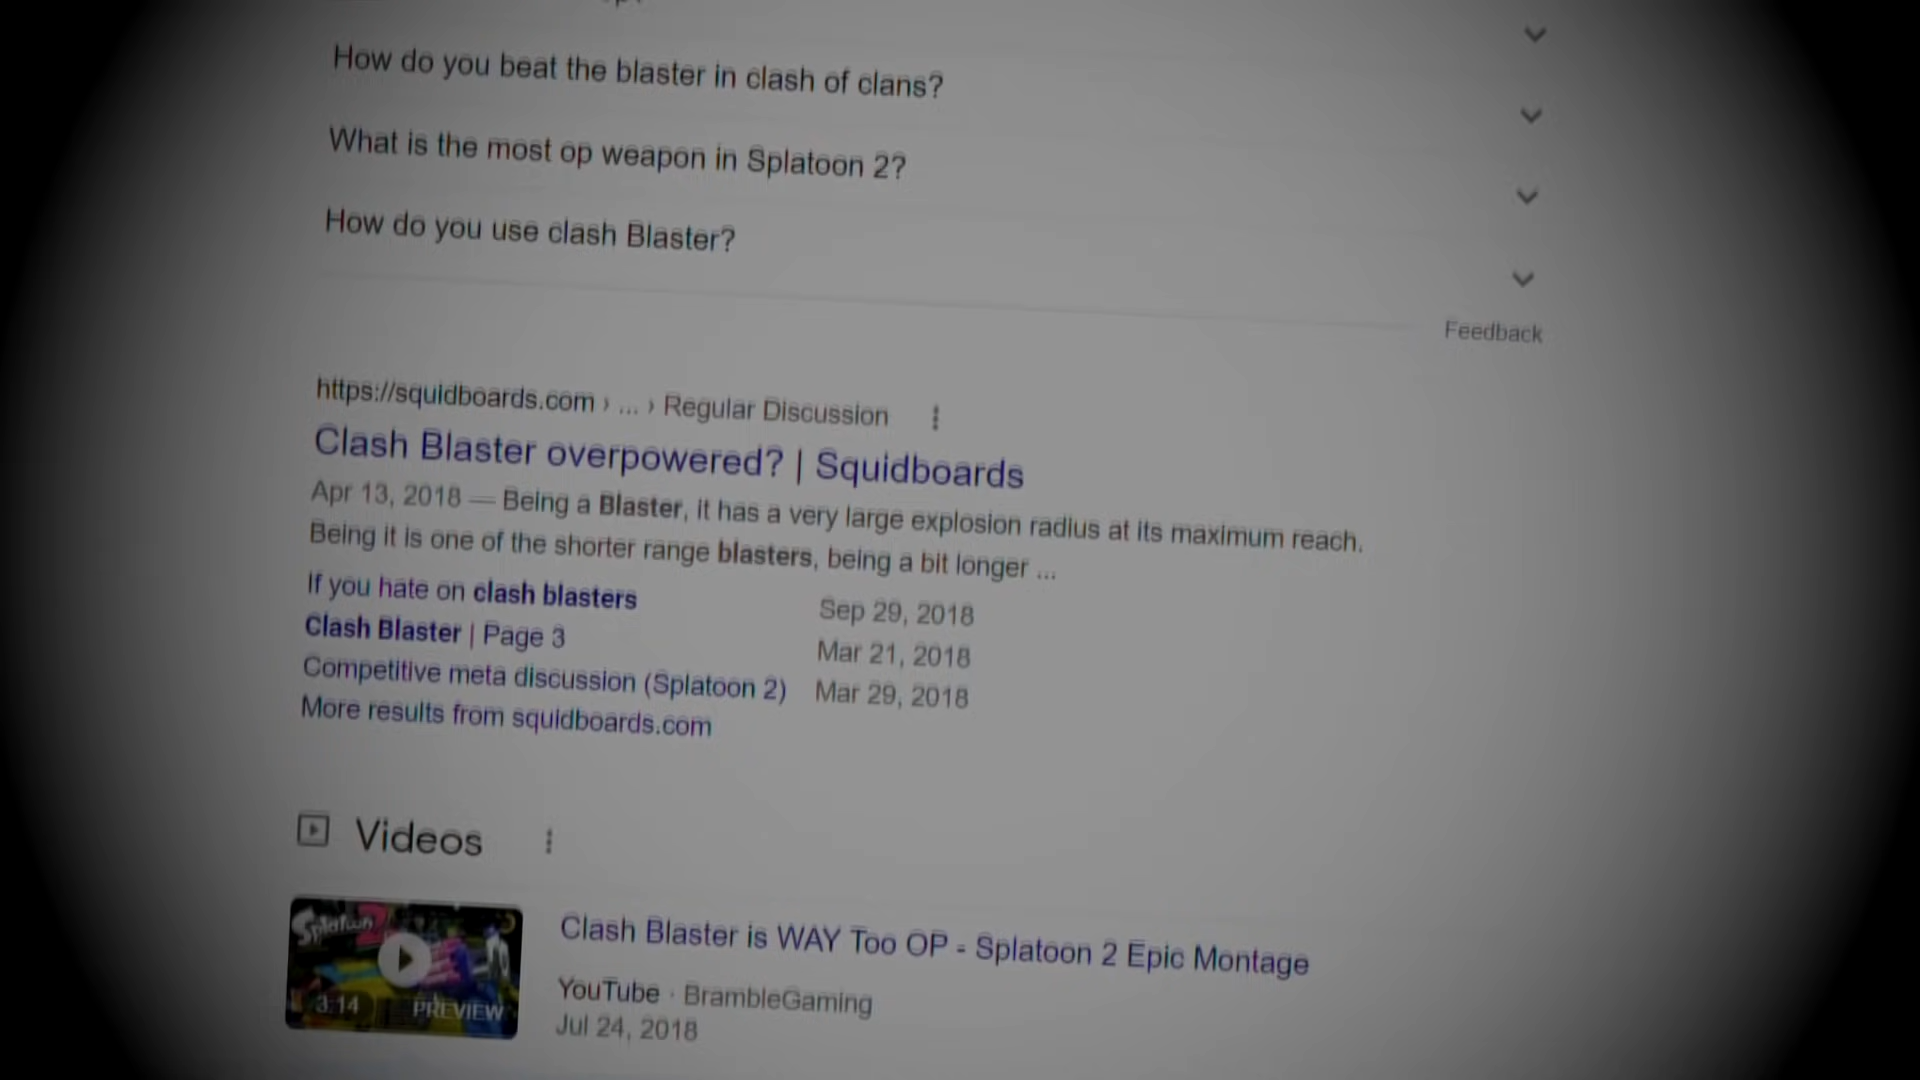 How do you beat the blaster in clash of clans?
What is the most op weapon in Splatoon 2?
How do you use clash Blaster?
Feedback
https://squidboards.com › ... › Regular Discussion
Clash Blaster overpowered? | Squidboards
Apr 13, 2018 — Being a Blaster, it has a very large explosion radius at its maximum reach.
Being it is one of the shorter range blasters, being a bit longer ...
If you hate on clash blasters Sep 29, 2018
Clash Blaster | Page 3 Mar 21, 2018
Competitive meta discussion (Splatoon 2) Mar 29, 2018
More results from squidboards.com
Videos
Splatoon 2
3:14 PREVIEW
Clash Blaster is WAY Too OP - Splatoon 2 Epic Montage
YouTube · BrambleGaming
Jul 24, 2018